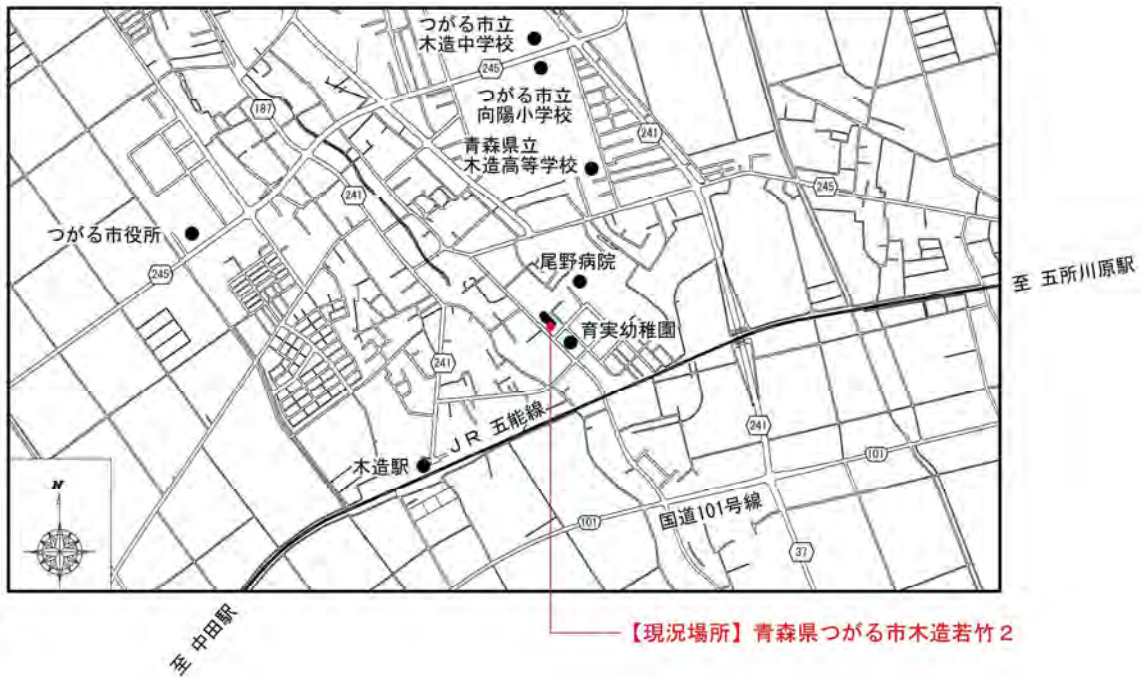 つがる市立
木造中学校
245
つがる市立
向陽小学校
187
241
青森県立
木造高等学校
245
241
つがる市役所
尾野病院
245
至 五所川原駅
育実幼稚園
241
JR 五能線
241
木造駅
101
N
国道101号線
101
37
至 中田駅
【現況場所】青森県つがる市木造若竹2